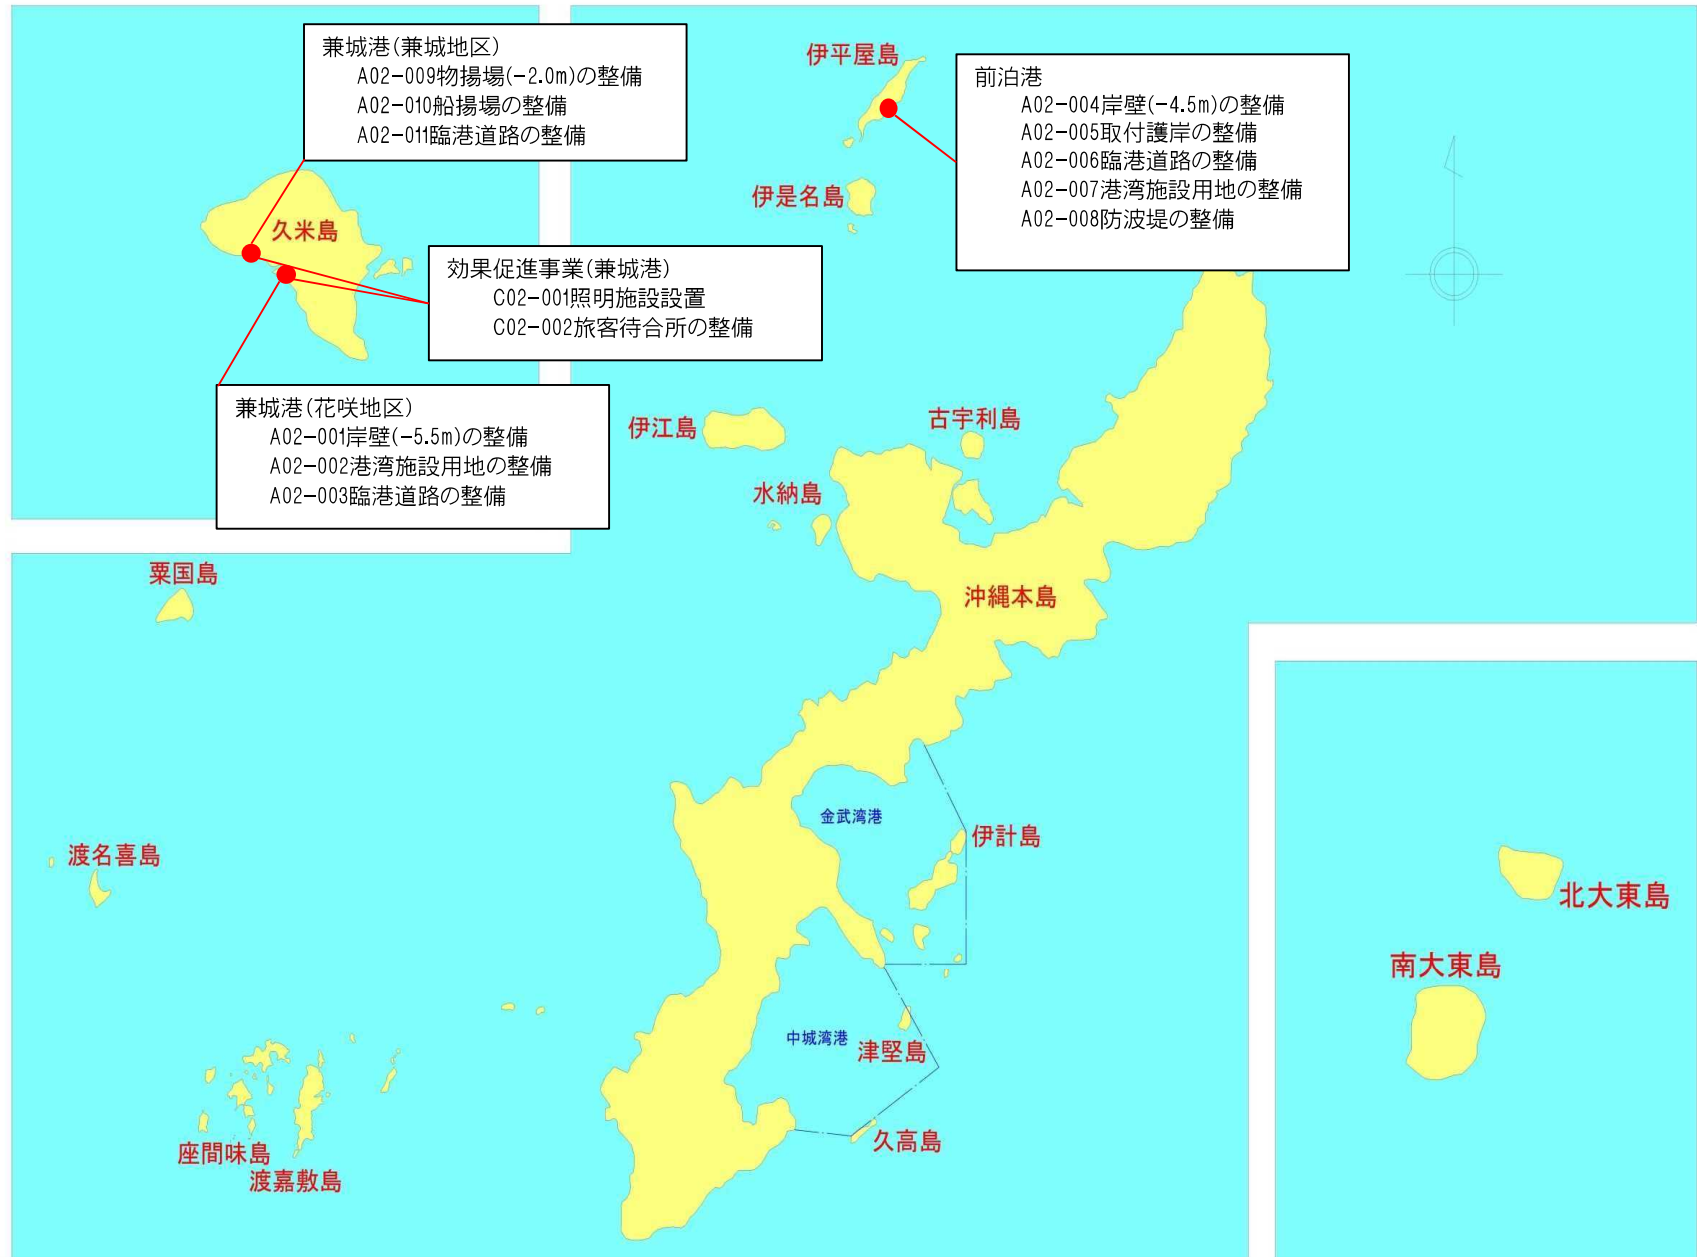 兼城港(兼城地区)
A02-009物揚場(-2.0m)の整備
A02-010船揚場の整備
A02-011臨港道路の整備
伊平屋島
前泊港
A02-004岸壁(-4.5m)の整備
A02-005取付護岸の整備
A02-006臨港道路の整備
A02-007港湾施設用地の整備
A02-008防波堤の整備
伊是名島
久米島
効果促進事業(兼城港)
C02-001照明施設設置
C02-002旅客待合所の整備
兼城港(花咲地区)
A02-001岸壁(-5.5m)の整備
A02-002港湾施設用地の整備
A02-003臨港道路の整備
伊江島
古宇利島
水納島
粟国島
沖縄本島
金武湾港
伊計島
渡名喜島
北大東島
南大東島
中城湾港
津堅島
久高島
座間味島
渡嘉敷島